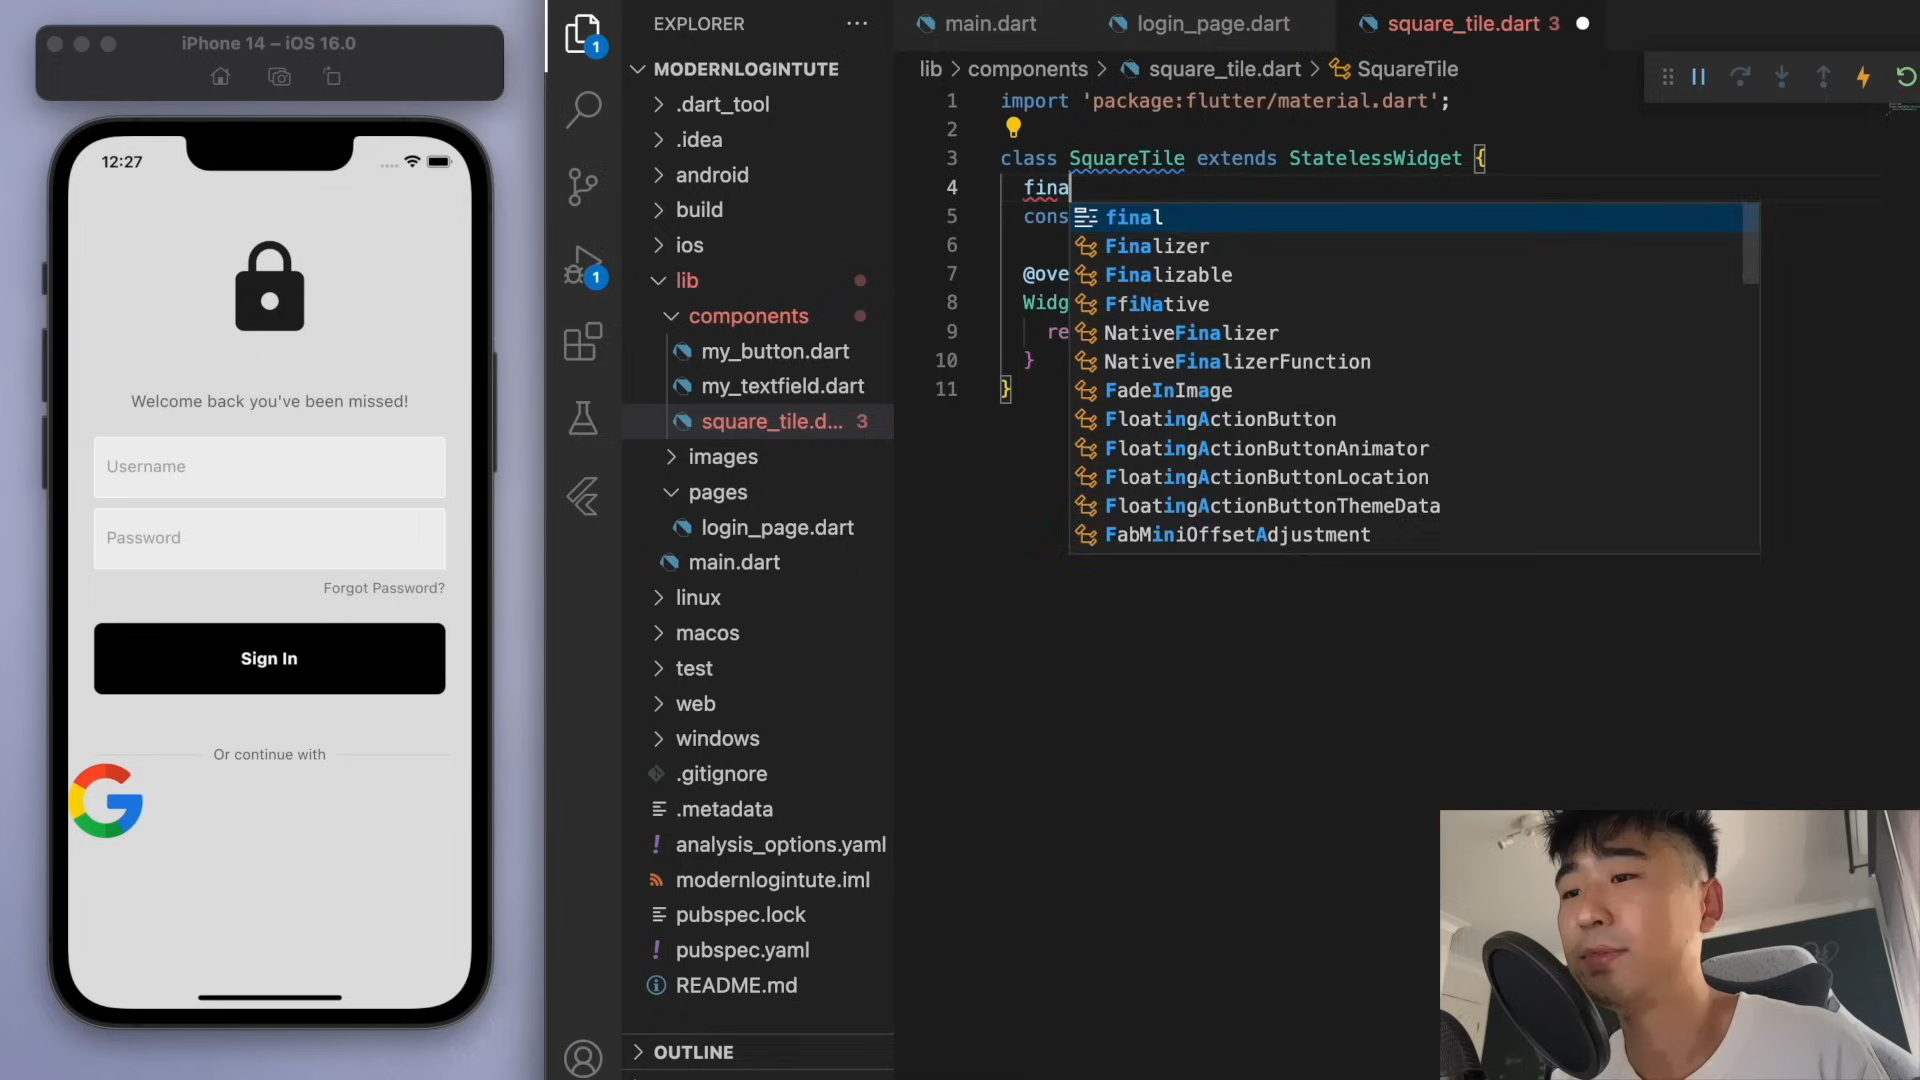 iPhone 14 – iOS 16.0
12:27
Welcome back you've been missed!
Username
Password
Forgot Password?
Sign In
Or continue with
1
1
EXPLORER
MODERNLOGINTUTE
.dart_tool
.idea
android
build
ios
lib
components
my_button.dart
my_textfield.dart
square_tile.d... 3
images
pages
login_page.dart
main.dart
linux
macos
test
web
windows
.gitignore
.metadata
analysis_options.yaml
modernlogintute.iml
pubspec.lock
pubspec.yaml
README.md
OUTLINE
main.dart
login_page.dart
square_tile.dart 3
lib > components > square_tile.dart > SquareTile
1 import 'package:flutter/material.dart';
2
3 class SquareTile extends StatelessWidget {
4 fina
5 cons
6
7 @ove
8 Widg
9 re
10 }
11 }
final
Finalizer
Finalizable
FfiNative
NativeFinalizer
NativeFinalizerFunction
FadeInImage
FloatingActionButton
FloatingActionButtonAnimator
FloatingActionButtonLocation
FloatingActionButtonThemeData
FabMiniOffsetAdjustment